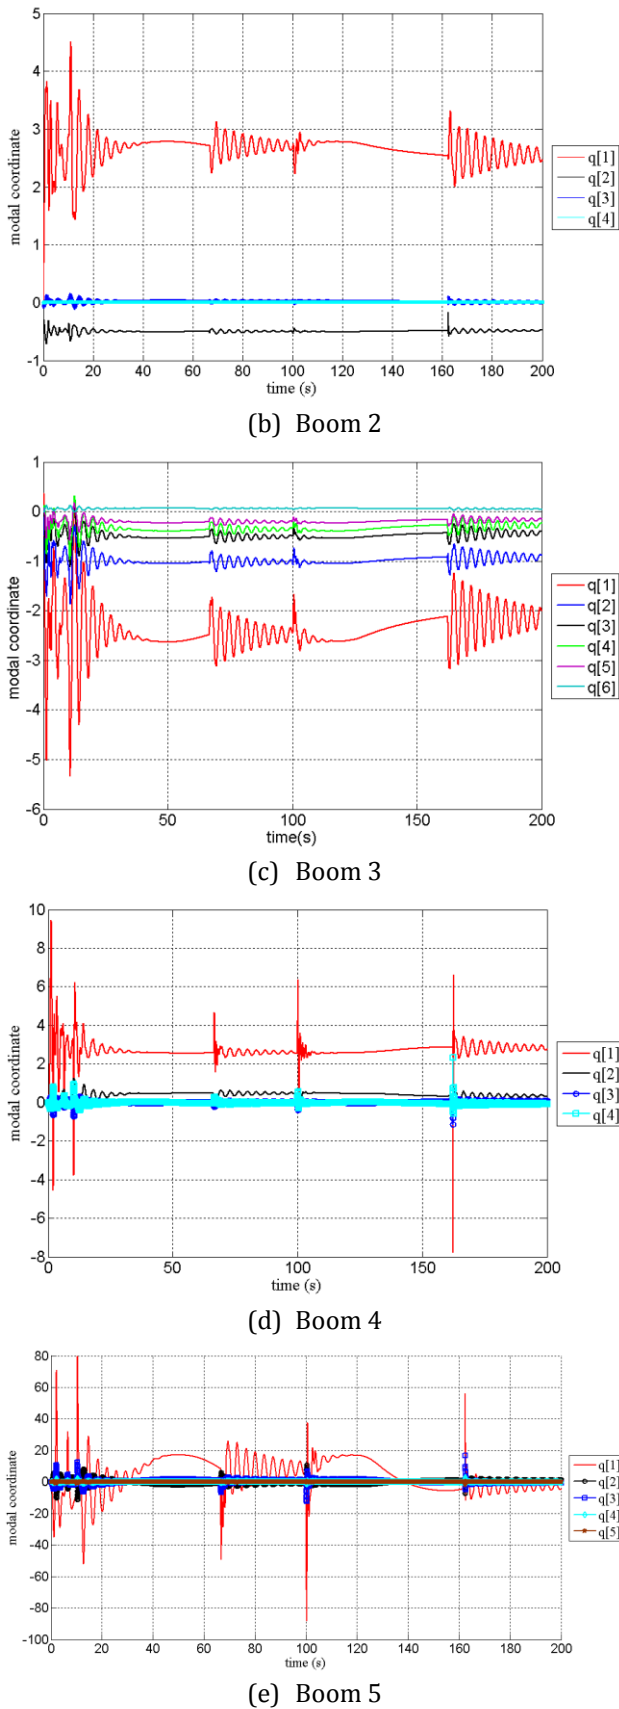 5
4
3
2
1
0
-1
0 20 40 60 80 100 120 140 160 180 200
modal coordinate
time (s)
q[1]
q[2]
q[3]
q[4]
(b) Boom 2
1
0
-1
-2
-3
-4
-5
-6
0 50 100 150 200
modal coordinate
time(s)
q[1]
q[2]
q[3]
q[4]
q[5]
q[6]
(c) Boom 3
10
8
6
4
2
0
-2
-4
-6
-8
0 50 100 150 200
modal coordinate
time (s)
q[1]
q[2]
q[3]
q[4]
(d) Boom 4
80
60
40
20
0
-20
-40
-60
-80
-100
0 20 40 60 80 100 120 140 160 180 200
modal coordinate
time (s)
q[1]
q[2]
q[3]
q[4]
q[5]
(e) Boom 5